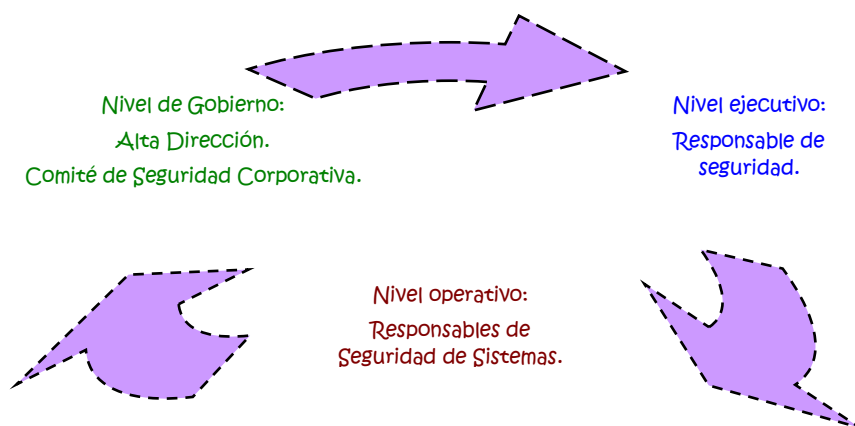 Nivel de Gobierno:
Alta Dirección.
Comité de Seguridad Corporativa.
Nivel ejecutivo:
Responsable de
seguridad.
Nivel operativo:
Responsables de
Seguridad de Sistemas.